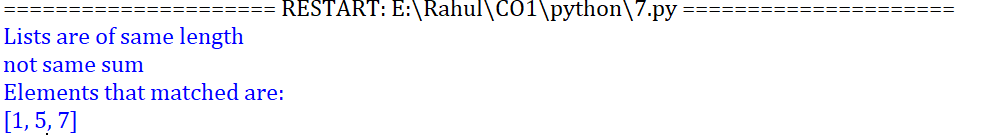 ===================== RESTART: E:\Rahul\CO1\python\7.py =====================
Lists are of same length
not same sum
Elements that matched are:
[1, 5, 7]